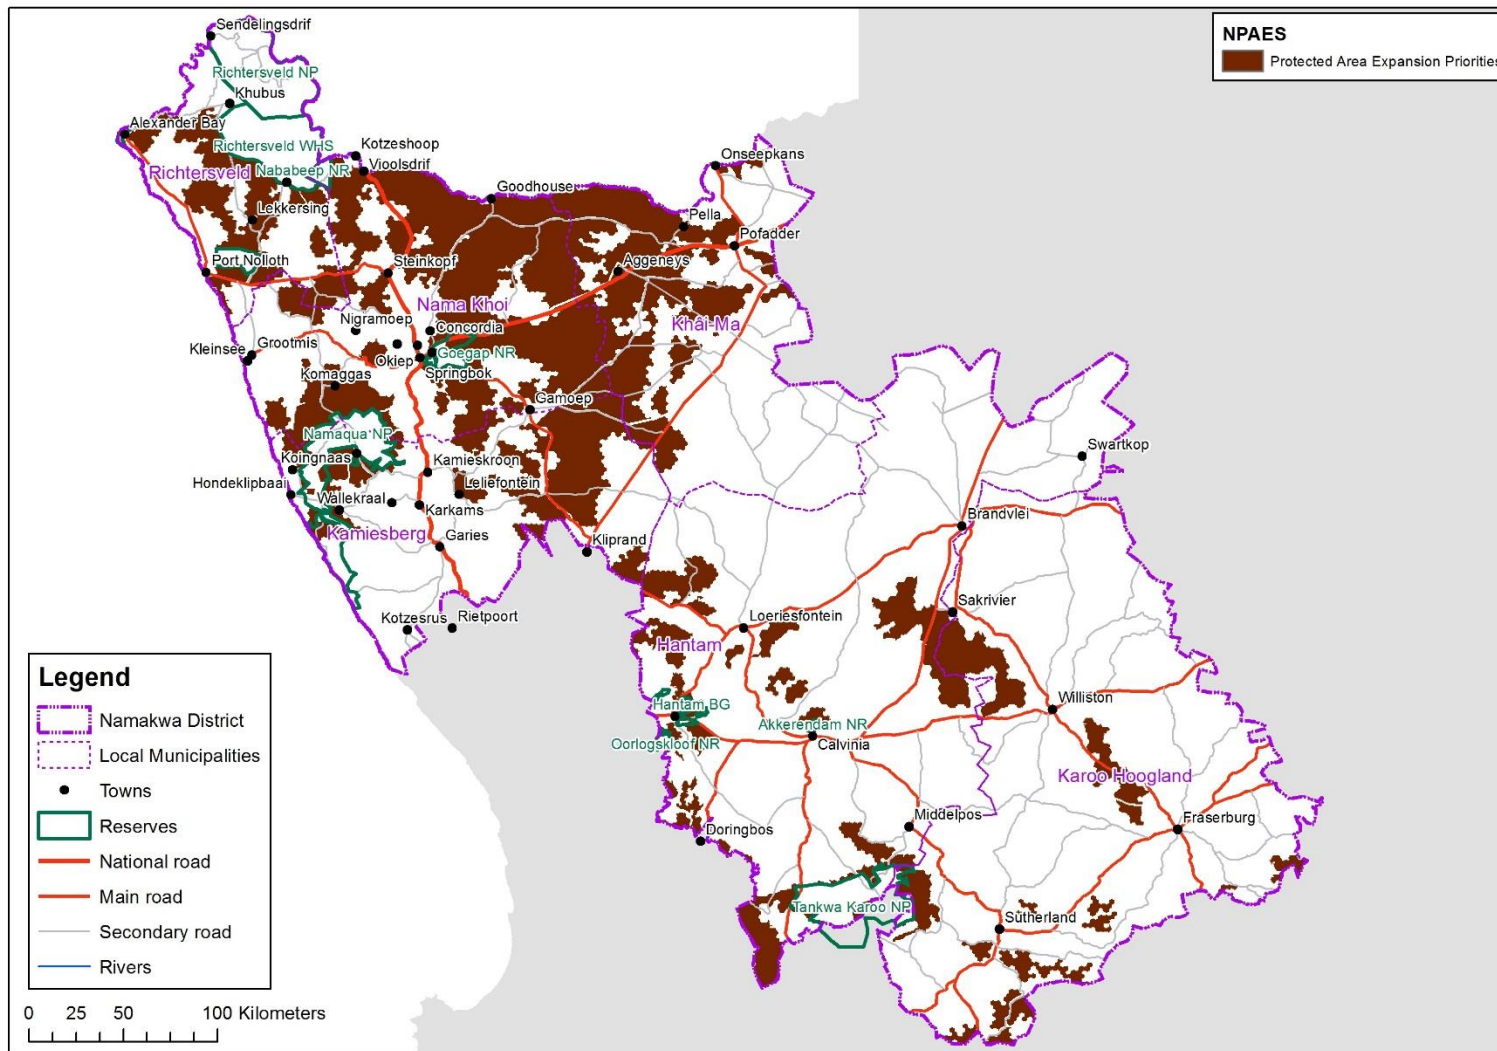 NPAES
Protected Area Expansion Priorities
Sendelingsdrif
Richtersveld NP
Khubus
Alexander Bay
Richtersveld WHS
Kotzeshoop
Vioolsdrif
Onseepkans
Richtersveld
Nababeep NR
Goodhouse
Lekkersing
Pella
Pofadder
Port Nolloth
Steinkopf
Aggeneys
Nama Khoi
Nigramoep
Concordia
Khâi-Ma
Kleinsee
Grootmis
Okiep
Goegap NR
Springbok
Komaggas
Gamoep
Namaqua NP
Koingnaas
Kamieskroon
Swartkop
Hondeklipbaai
Wallekraal
Leliefontein
Karkams
Kamiesberg
Garies
Kliprand
Brandvlei
Sakrivier
Kotzesrus
Rietpoort
Loeriesfontein
Hantam
Hantam BG
Williston
Akkerendam NR
Oorlogskloof NR
Calvinia
Karoo Hoogland
Doringbos
Middelpos
Fraserburg
Tankwa Karoo NP
Sutherland
Legend
Namakwa District
Local Municipalities
Towns
Reserves
National road
Main road
Secondary road
Rivers
0 25 50 100 Kilometers